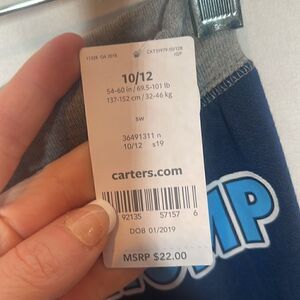 10/12
54-60 in / 69.5-101 lb
137-152 cm / 32-46 kg
sw
36491311 n
10/12 s19
carters.com
92135 57157 6
DOB 01/2019
MSRP $22.00
OMP